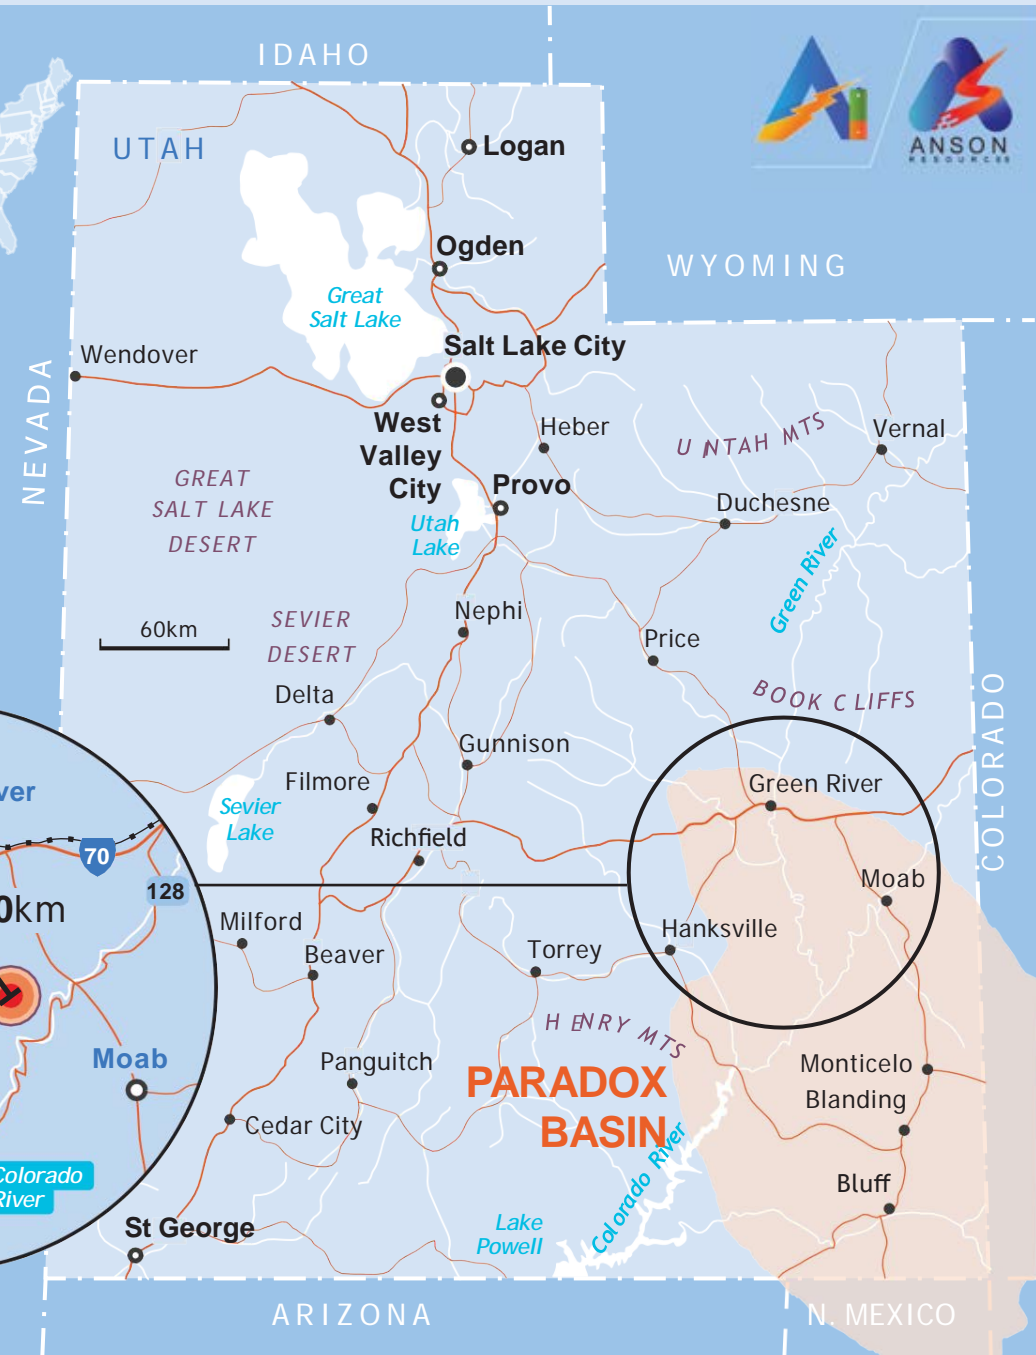 IDAHO
UTAH
Logan
ANSON
RESOURCES
Ogden
WYOMING
Great
Salt Lake
Salt Lake City
Wendover
NEVADA
West
Valley
City
Heber
UINTAH MTS
Vernal
GREAT
SALT LAKE
DESERT
Provo
Duchesne
Utah
Lake
Green River
60km
SEVIER
DESERT
Nephi
Price
Delta
BOOK CLIFFS
COLORADO
Gunnison
Filmore
Green River
Sevier
Lake
Richfield
ver
70
128
0km
Moab
Milford
Hanksville
Beaver
Torrey
HENRY MTS
Moab
Panguitch
PARADOX
BASIN
Monticelo
Blanding
Cedar City
Colorado River
Colorado
River
Bluff
St George
Lake
Powell
ARIZONA
N. MEXICO